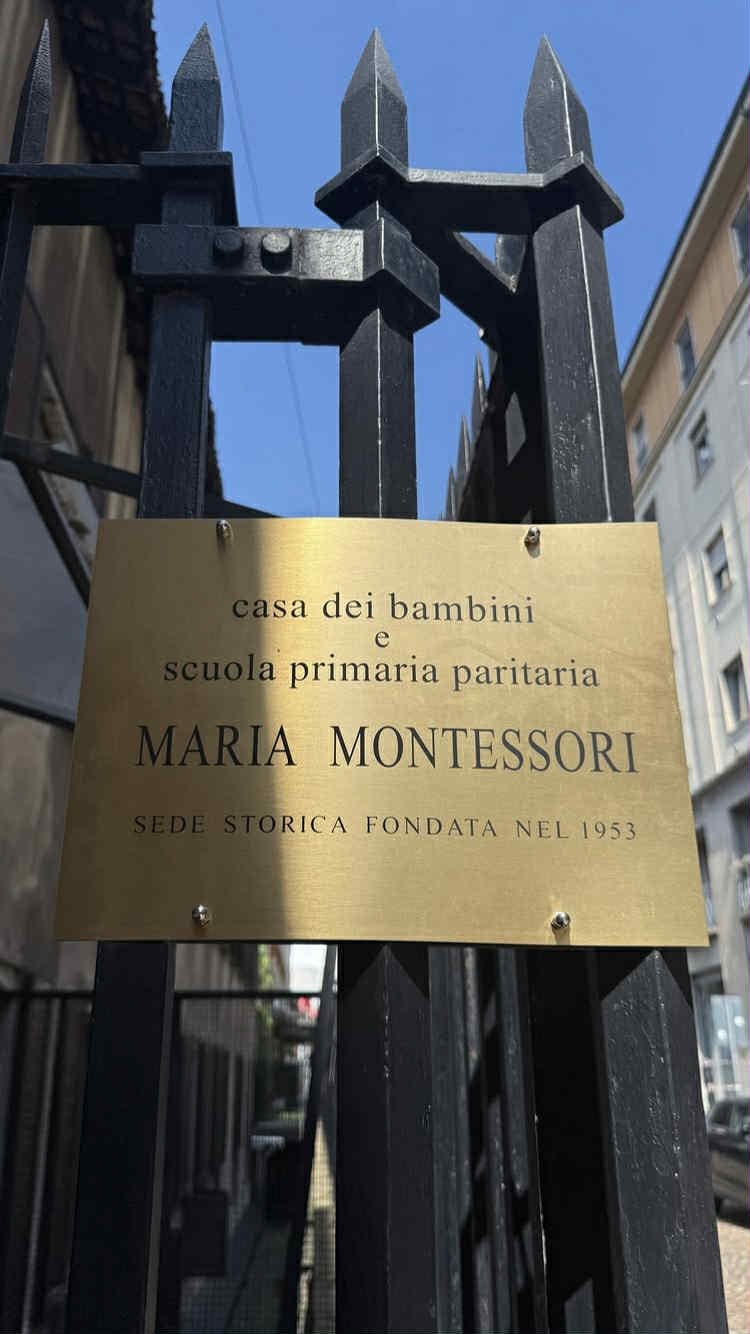 casa dei bambini
e
scuola primaria paritaria
MARIA MONTESSORI
SEDE STORICA FONDATA NEL 1953